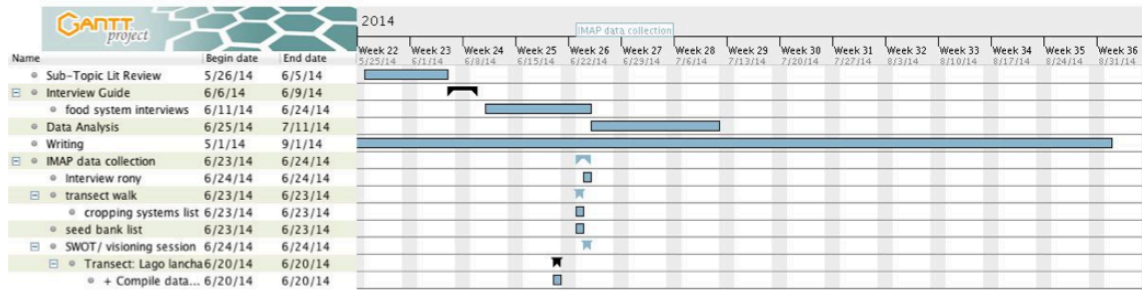 GANTT
project
2014
IMAP data collection
Name Begin date End date
Week 22 Week 23 Week 24 Week 25 Week 26 Week 27 Week 28 Week 29 Week 30 Week 31 Week 32 Week 33 Week 34 Week 35 Week 36
5/25/14 6/1/14 6/8/14 6/15/14 6/22/14 6/29/14 7/6/14 7/13/14 7/20/14 7/27/14 8/3/14 8/10/14 8/17/14 8/24/14 8/31/14
Sub-Topic Lit Review 5/26/14 6/5/14
Interview Guide 6/6/14 6/9/14
food system interviews 6/11/14 6/24/14
Data Analysis 6/25/14 7/11/14
Writing 5/1/14 9/1/14
IMAP data collection 6/23/14 6/24/14
Interview rony 6/24/14 6/24/14
transect walk 6/23/14 6/23/14
cropping systems list 6/23/14 6/23/14
seed bank list 6/23/14 6/23/14
SWOT/ visioning session 6/24/14 6/24/14
Transect: Lago lancha 6/20/14 6/20/14
+ Compile data... 6/20/14 6/20/14